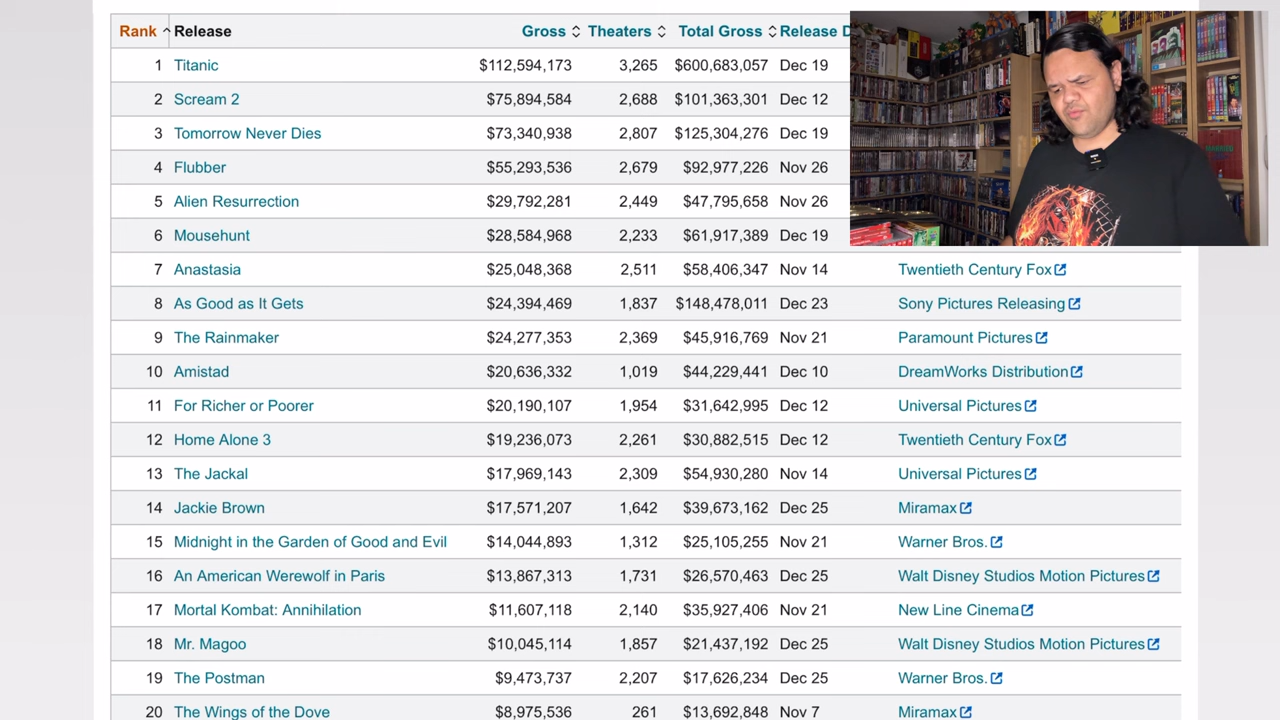 Rank Release Gross Theaters Total Gross Release D
1 Titanic $112,594,173 3,265 $600,683,057 Dec 19
2 Scream 2 $75,894,584 2,688 $101,363,301 Dec 12
3 Tomorrow Never Dies $73,340,938 2,807 $125,304,276 Dec 19
4 Flubber $55,293,536 2,679 $92,977,226 Nov 26
5 Alien Resurrection $29,792,281 2,449 $47,795,658 Nov 26
6 Mousehunt $28,584,968 2,233 $61,917,389 Dec 19
7 Anastasia $25,048,368 2,511 $58,406,347 Nov 14 Twentieth Century Fox
8 As Good as It Gets $24,394,469 1,837 $148,478,011 Dec 23 Sony Pictures Releasing
9 The Rainmaker $24,277,353 2,369 $45,916,769 Nov 21 Paramount Pictures
10 Amistad $20,636,332 1,019 $44,229,441 Dec 10 DreamWorks Distribution
11 For Richer or Poorer $20,190,107 1,954 $31,642,995 Dec 12 Universal Pictures
12 Home Alone 3 $19,236,073 2,261 $30,882,515 Dec 12 Twentieth Century Fox
13 The Jackal $17,969,143 2,309 $54,930,280 Nov 14 Universal Pictures
14 Jackie Brown $17,571,207 1,642 $39,673,162 Dec 25 Miramax
15 Midnight in the Garden of Good and Evil $14,044,893 1,312 $25,105,255 Nov 21 Warner Bros.
16 An American Werewolf in Paris $13,867,313 1,731 $26,570,463 Dec 25 Walt Disney Studios Motion Pictures
17 Mortal Kombat: Annihilation $11,607,118 2,140 $35,927,406 Nov 21 New Line Cinema
18 Mr. Magoo $10,045,114 1,857 $21,437,192 Dec 25 Walt Disney Studios Motion Pictures
19 The Postman $9,473,737 2,207 $17,626,234 Dec 25 Warner Bros.
20 The Wings of the Dove $8,975,536 261 $13,692,848 Nov 7 Miramax